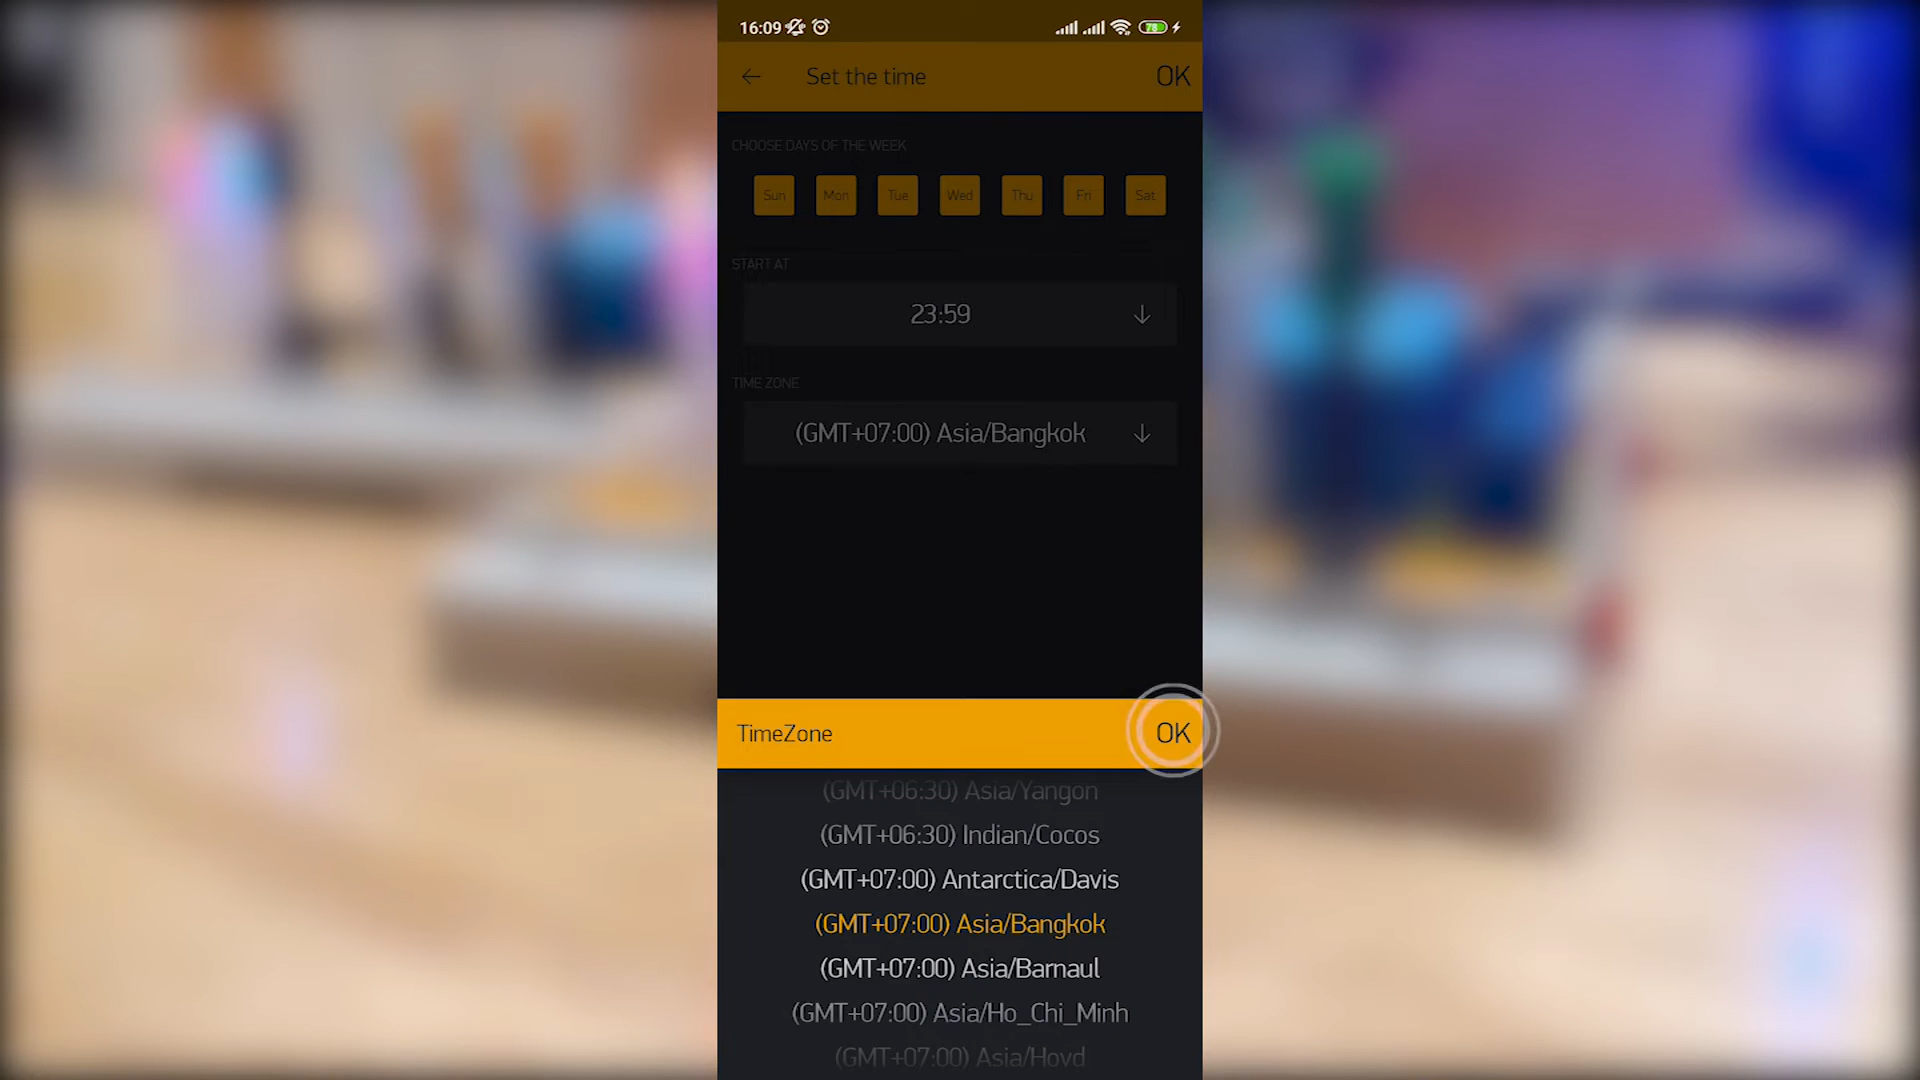 16:09
78
Set the time
OK
CHOOSE DAYS OF THE WEEK
Sun Mon Tue Wed Thu Fri Sat
START AT
23:59
TIME ZONE
(GMT+07:00) Asia/Bangkok
TimeZone
OK
(GMT+06:30) Asia/Yangon
(GMT+06:30) Indian/Cocos
(GMT+07:00) Antarctica/Davis
(GMT+07:00) Asia/Bangkok
(GMT+07:00) Asia/Barnaul
(GMT+07:00) Asia/Ho_Chi_Minh
(GMT+07:00) Asia/Hovd